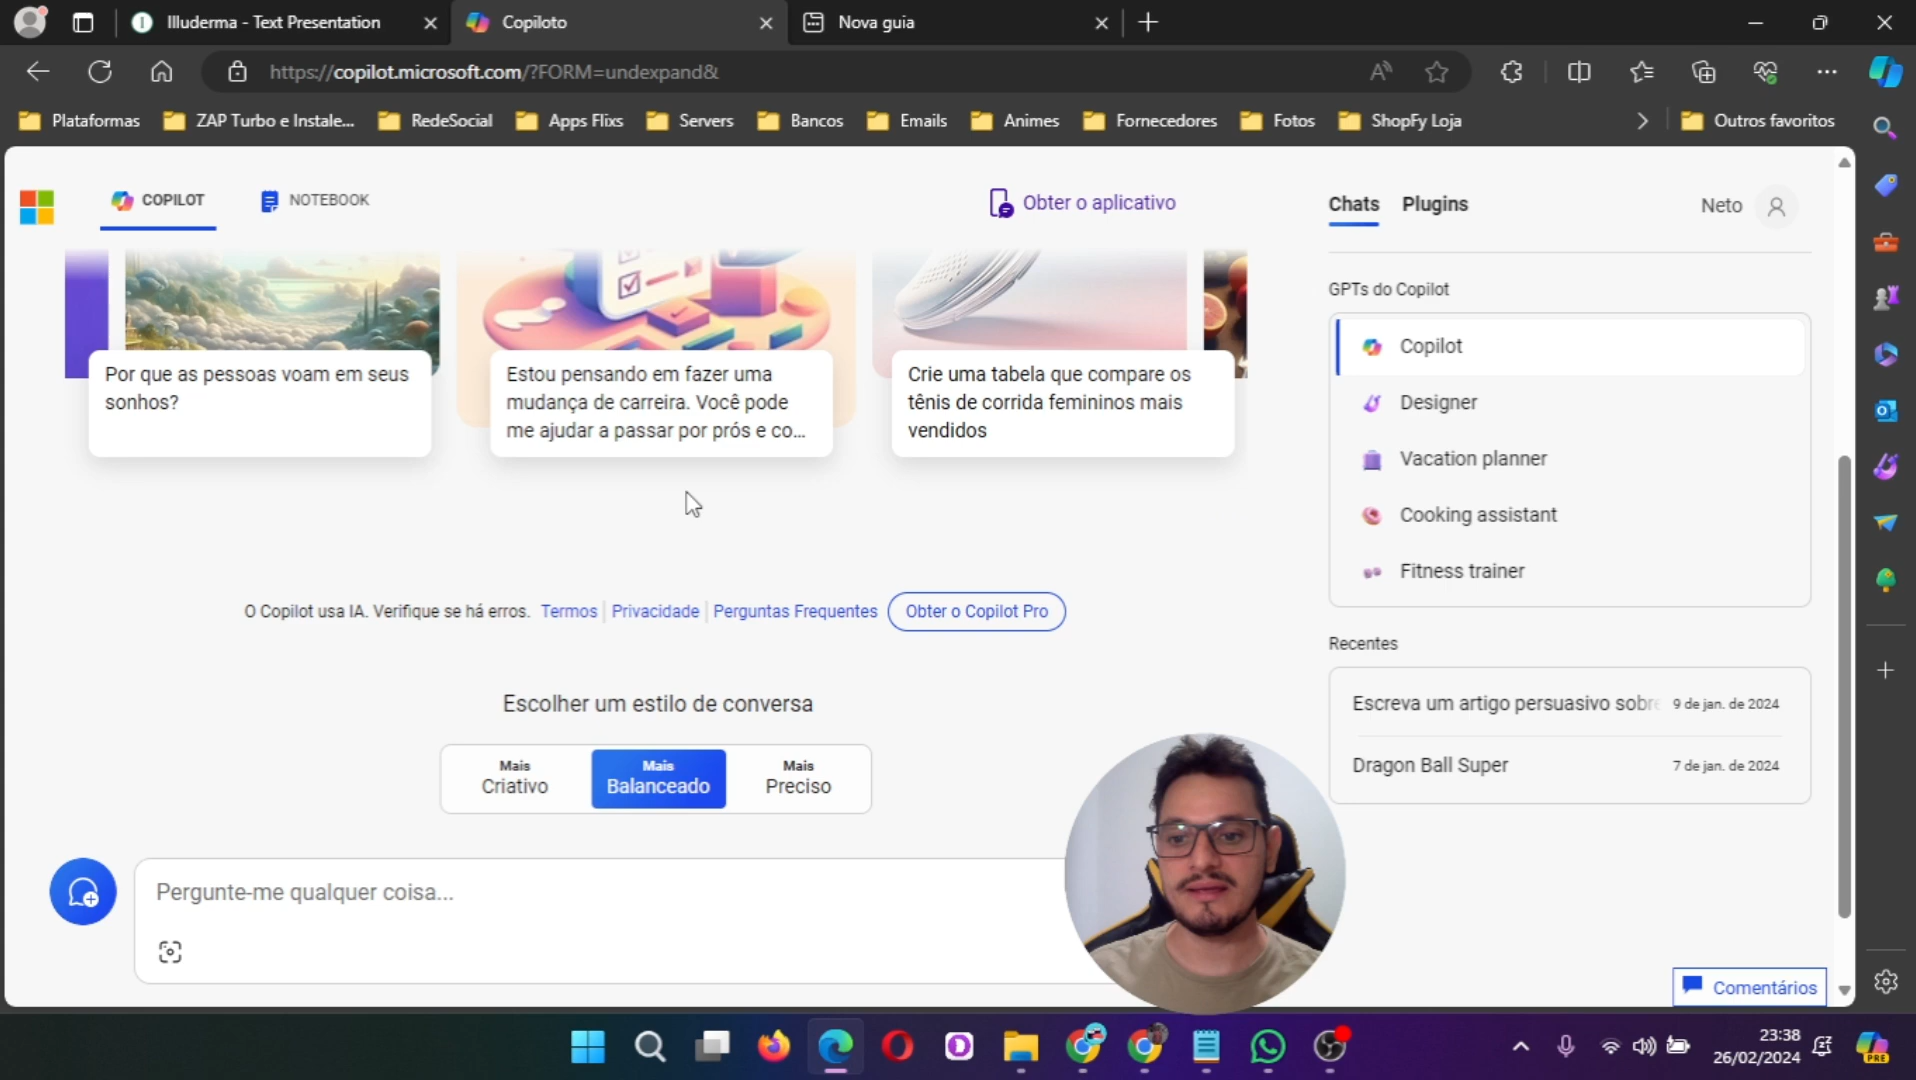 Illuderma - Text Presentation
Copiloto
Nova guia
https://copilot.microsoft.com/?FORM=undexpand&
Plataformas
ZAP Turbo e Instale...
RedeSocial
Apps Flixs
Servers
Bancos
Emails
Animes
Fornecedores
Fotos
ShopFy Loja
Outros favoritos
COPILOT
NOTEBOOK
Obter o aplicativo
Chats
Plugins
Neto
Por que as pessoas voam em seus
sonhos?
Estou pensando em fazer uma
mudança de carreira. Você pode
me ajudar a passar por prós e co...
Crie uma tabela que compare os
tênis de corrida femininos mais
vendidos
O Copilot usa IA. Verifique se há erros. Termos Privacidade Perguntas Frequentes
Obter o Copilot Pro
Escolher um estilo de conversa
Mais
Criativo
Mais
Balanceado
Mais
Preciso
Pergunte-me qualquer coisa...
GPTs do Copilot
Copilot
Designer
Vacation planner
Cooking assistant
Fitness trainer
Recentes
Escreva um artigo persuasivo sobre 9 de jan. de 2024
Dragon Ball Super 7 de jan. de 2024
Comentários
23:38
26/02/2024
PRE